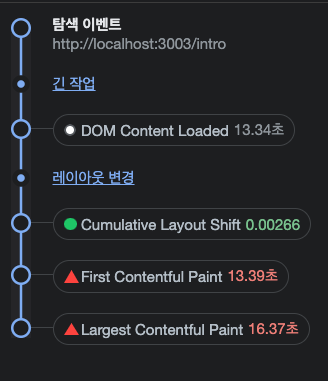 탐색 이벤트
http://localhost:3003/intro
긴 작업
DOM Content Loaded 13.34초
레이아웃 변경
Cumulative Layout Shift 0.00266
First Contentful Paint 13.39초
Largest Contentful Paint 16.37초